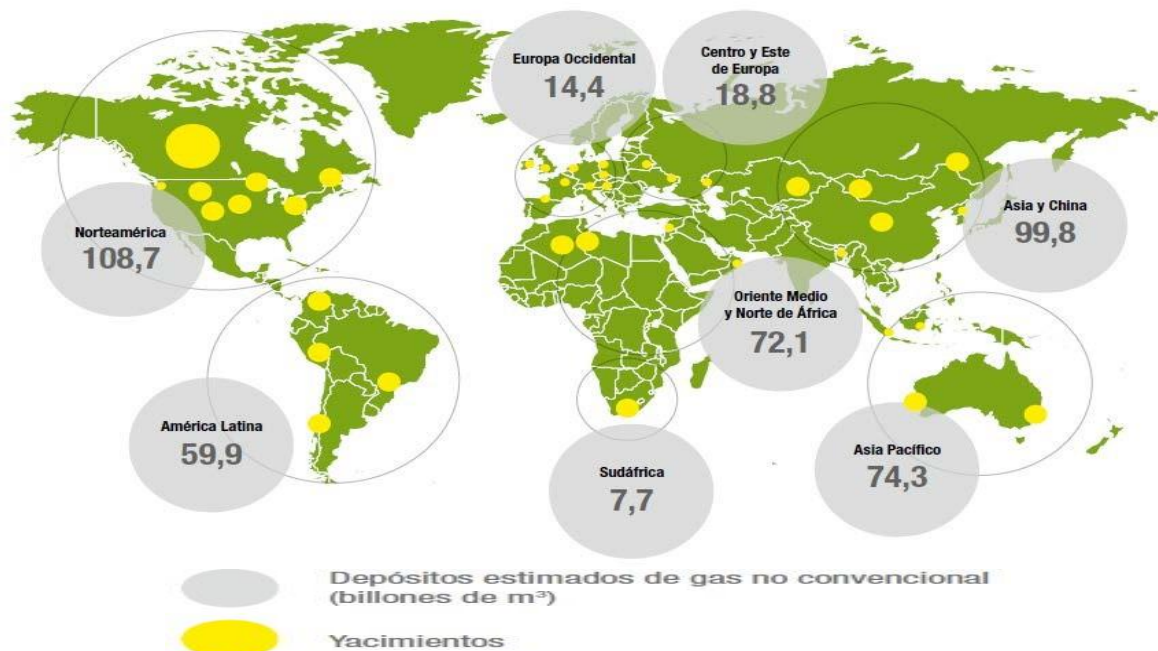 Europa Occidental
14,4
Centro y Este
de Europa
18,8
Norteamérica
108,7
Asia y China
99,8
Oriente Medio
y Norte de África
72,1
América Latina
59,9
Sudáfrica
7,7
Asia Pacífico
74,3
Depósitos estimados de gas no convencional
(billones de m³)
Yacimientos